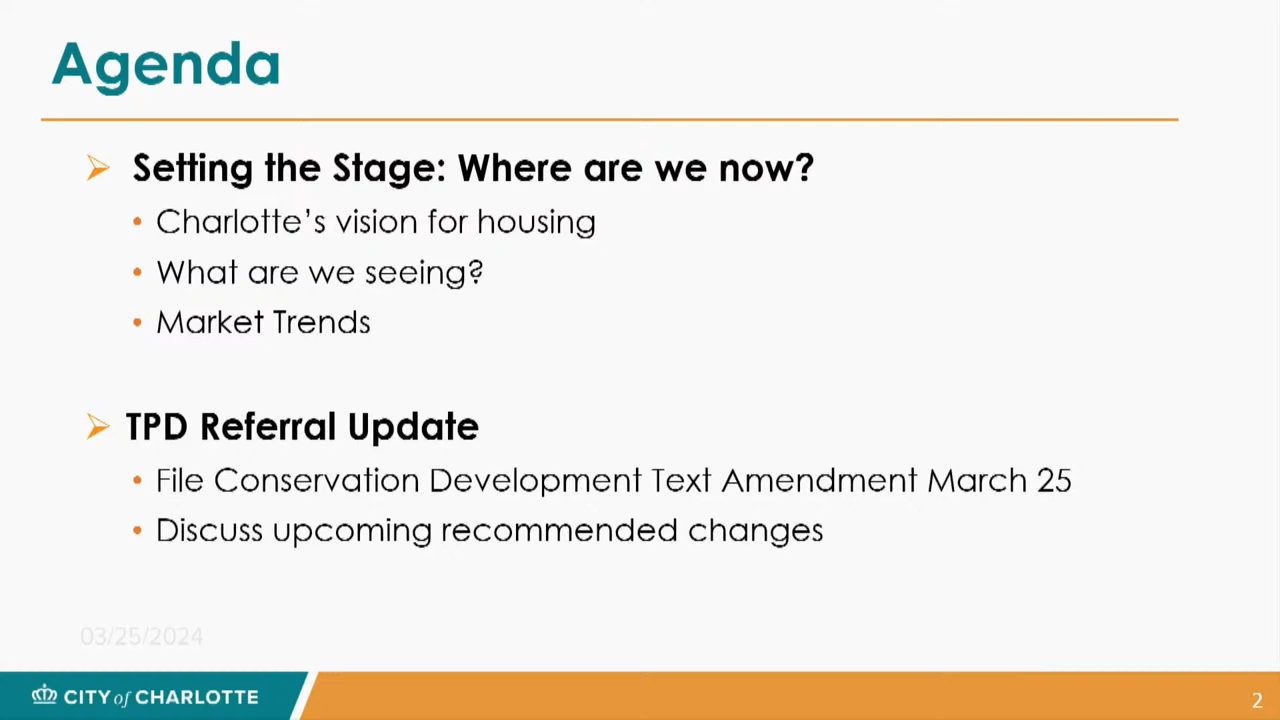 Agenda
Setting the Stage: Where are we now?
Charlotte's vision for housing
What are we seeing?
Market Trends
TPD Referral Update
File Conservation Development Text Amendment March 25
Discuss upcoming recommended changes
03/25/2024
CITY of CHARLOTTE
2